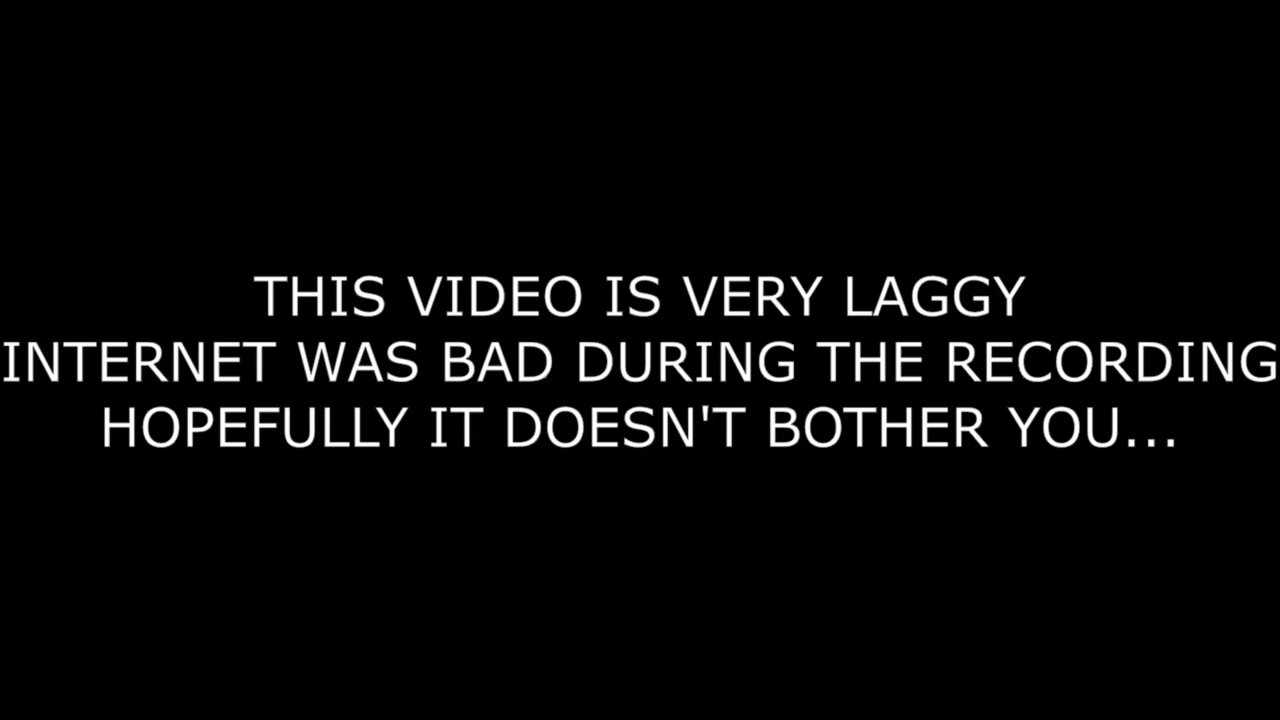 THIS VIDEO IS VERY LAGGY
INTERNET WAS BAD DURING THE RECORDING
HOPEFULLY IT DOESN'T BOTHER YOU...